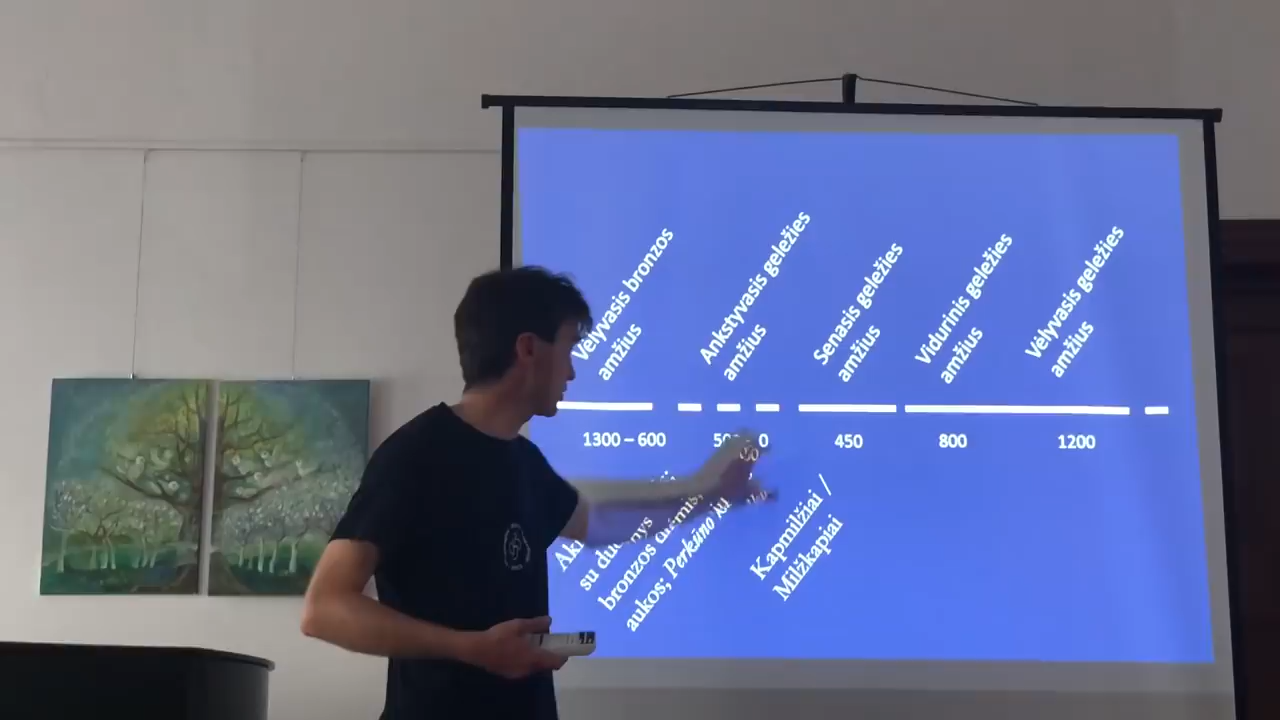 Vėlyvasis bronzos
amžius
Ankstyvasis geležies
amžius
Senasis geležies
amžius
Vidurinis geležies
amžius
Vėlyvasis geležies
amžius
1300 – 600
0
450
800
1200
su
bronzos
aukos; Perkūno
Kapmilžiai /
Milžkapiai